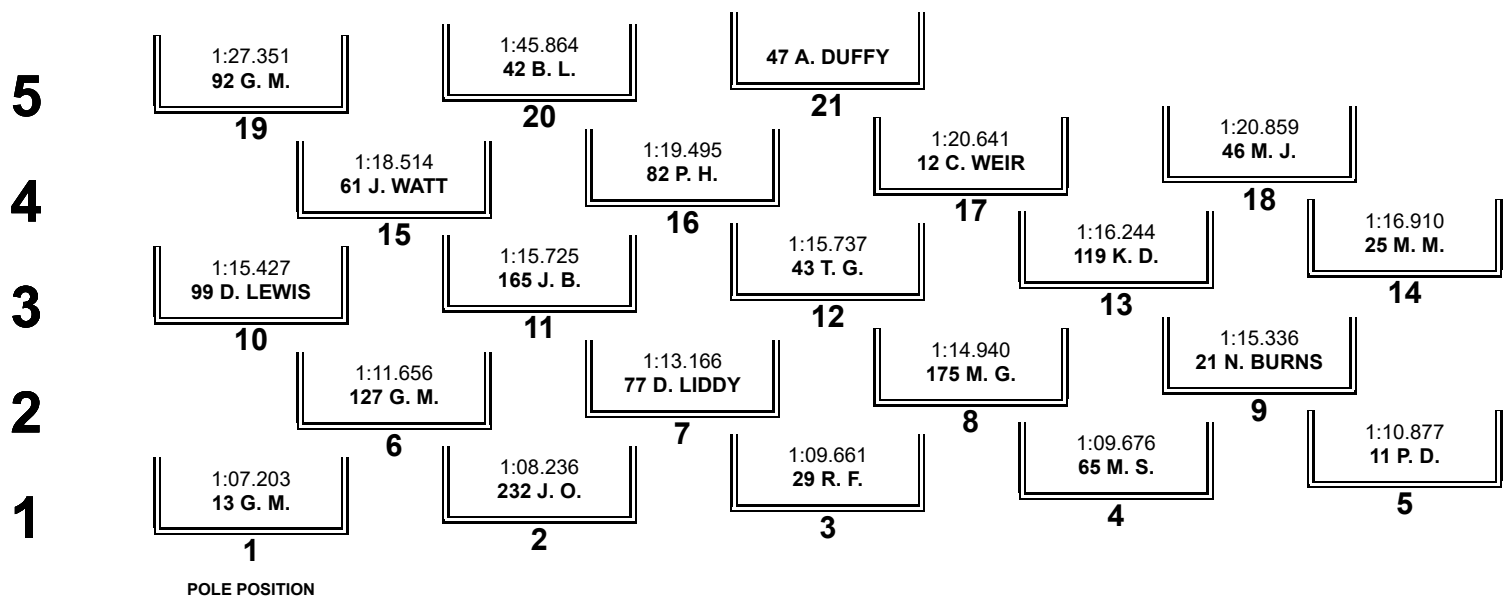 5
1:27.351
92 G. M.
19
1:45.864
42 B. L.
20
47 A. DUFFY
21
4
1:18.514
61 J. WATT
15
1:19.495
82 P. H.
16
1:20.641
12 C. WEIR
17
1:20.859
46 M. J.
18
3
1:15.427
99 D. LEWIS
10
1:15.725
165 J. B.
11
1:15.737
43 T. G.
12
1:16.244
119 K. D.
13
1:16.910
25 M. M.
14
2
1:11.656
127 G. M.
6
1:13.166
77 D. LIDDY
7
1:14.940
175 M. G.
8
1:15.336
21 N. BURNS
9
1
1:07.203
13 G. M.
1
1:08.236
232 J. O.
2
1:09.661
29 R. F.
3
1:09.676
65 M. S.
4
1:10.877
11 P. D.
5
POLE POSITION